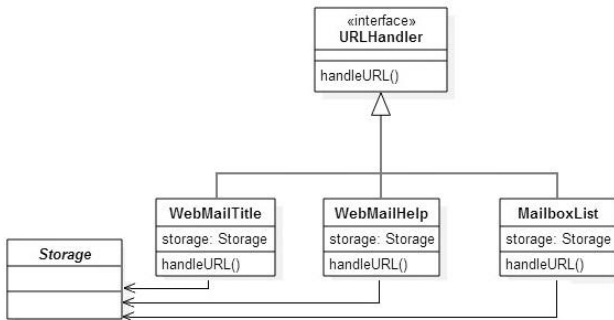 «interface»
URLHandler
handleURL()
WebMailTitle
storage: Storage
handleURL()
WebMailHelp
storage: Storage
handleURL()
MailboxList
storage: Storage
handleURL()
Storage